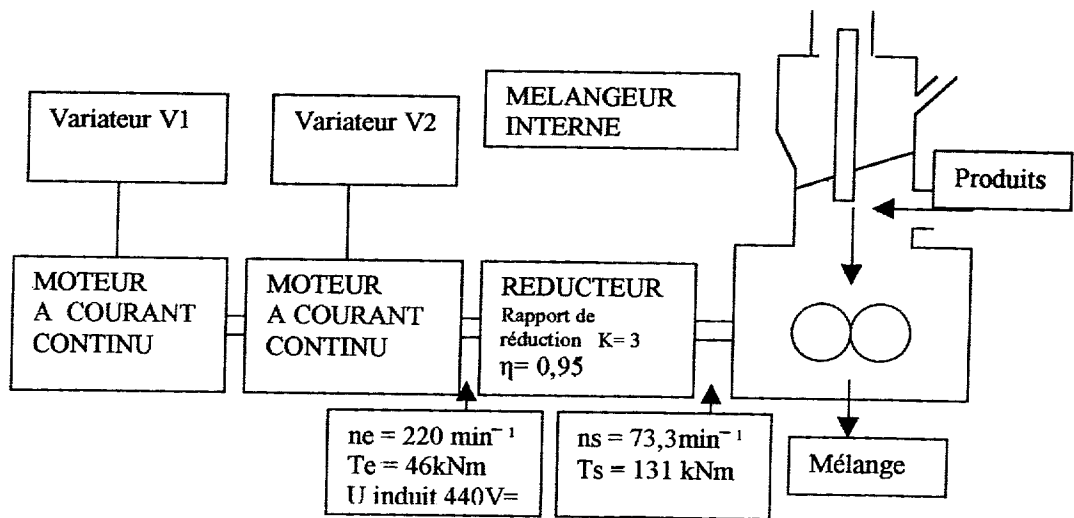 Variateur V1
Variateur V2
MELANGEUR
INTERNE
Produits
MOTEUR
A COURANT
CONTINU
MOTEUR
A COURANT
CONTINU
REDUCTEUR
Rapport de
réduction K= 3
η= 0,95
ne = 220 min⁻¹
Te = 46kNm
U induit 440V=
ns = 73,3min⁻¹
Ts = 131 kNm
Mélange